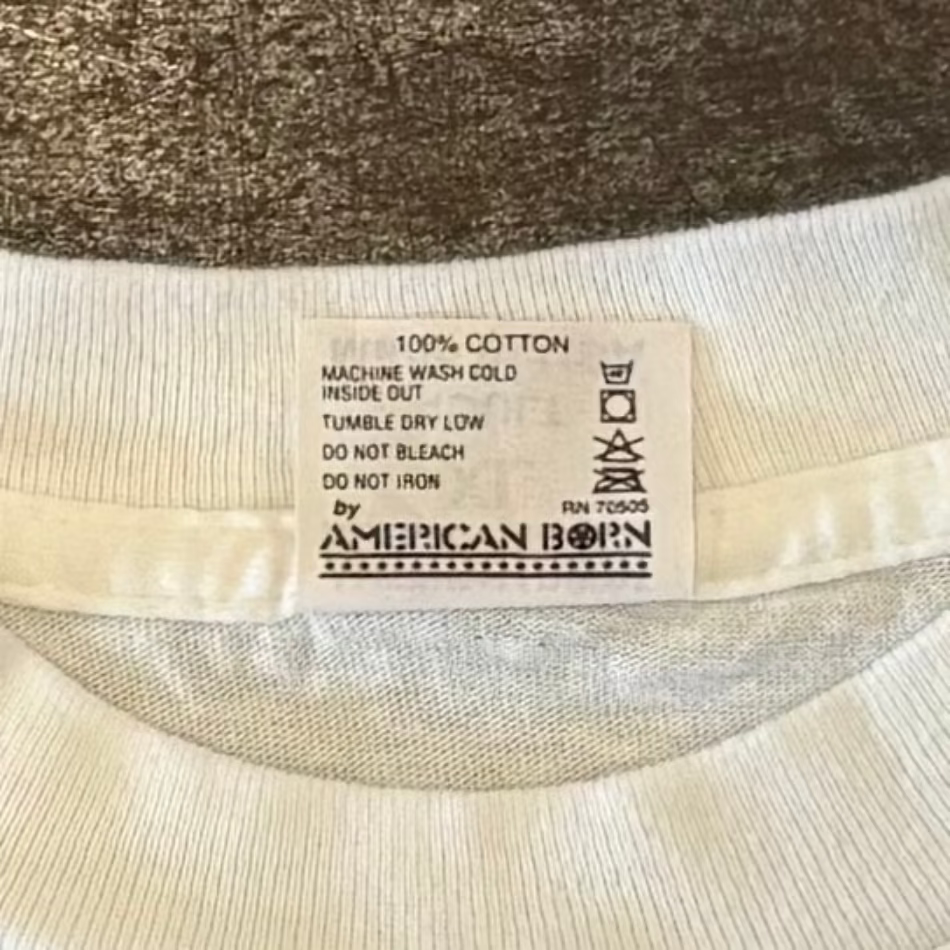 100% COTTON
MACHINE WASH COLD
INSIDE OUT
TUMBLE DRY LOW
DO NOT BLEACH
DO NOT IRON
by
RN 70505
AMERICAN BORN